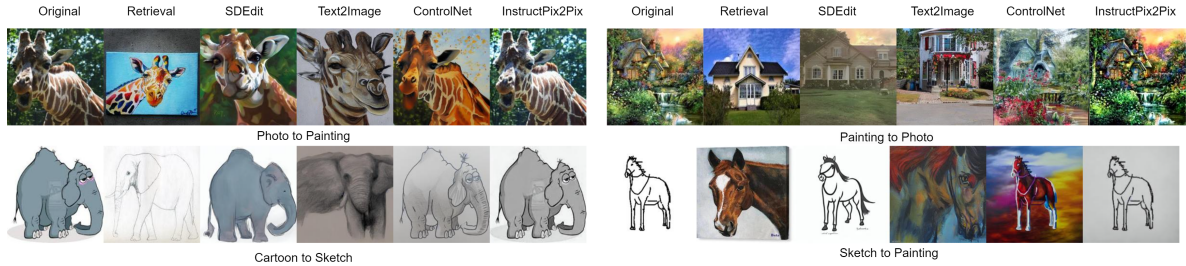 Original Retrieval SDEdit Text2Image ControlNet InstructPix2Pix Original Retrieval SDEdit Text2Image ControlNet InstructPix2Pix
Photo to Painting Painting to Photo
Cartoon to Sketch Sketch to Painting